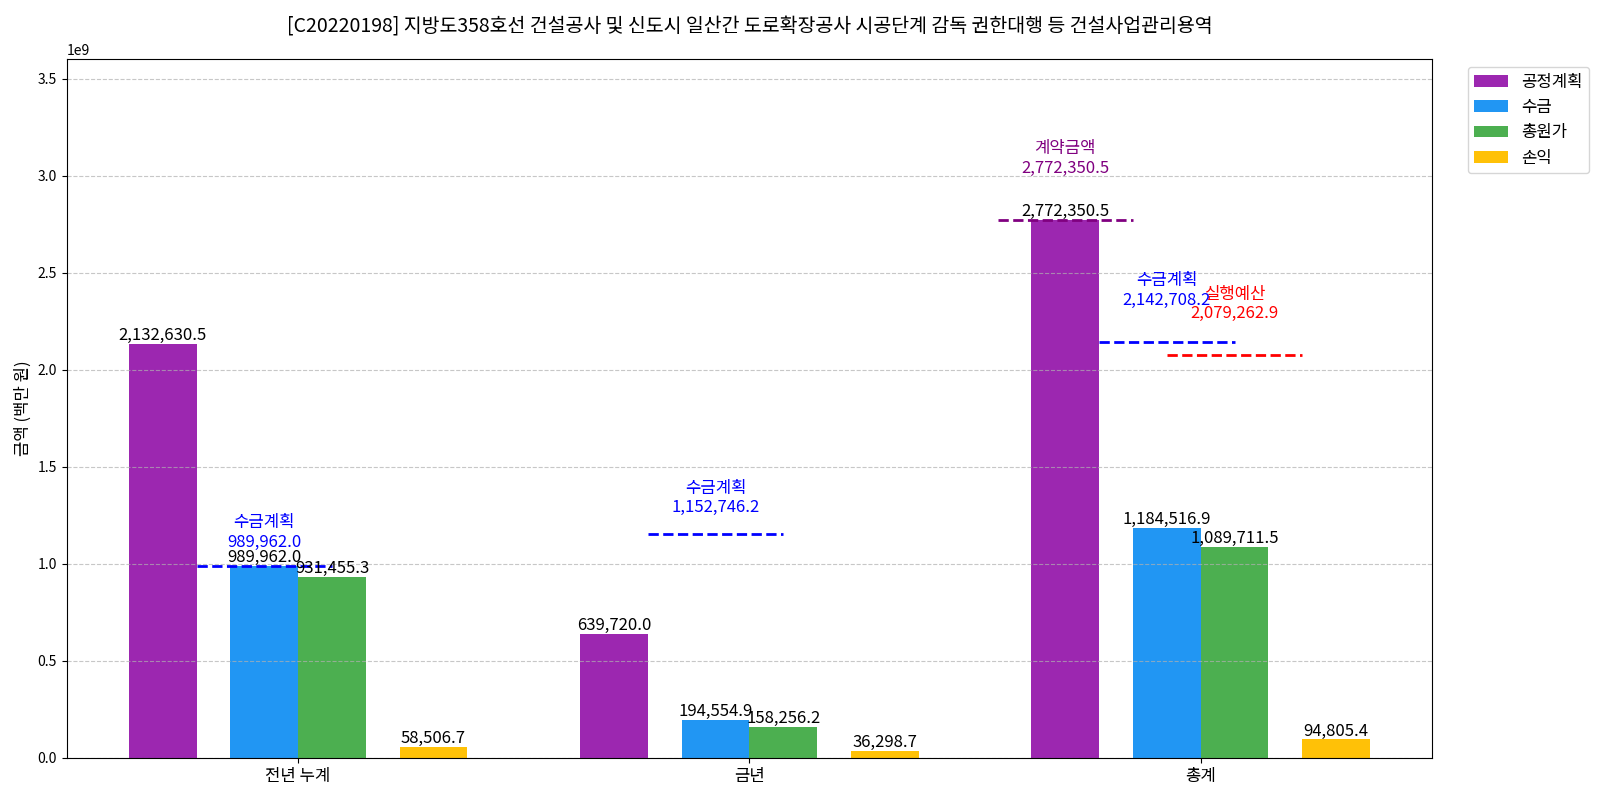 [C20220198] 지방도358호선 건설공사 및 신도시 일산간 도로확장공사 시공단계 감독 권한대행 등 건설사업관리용역
1e9
3.5
3.0
2.5
2.0
1.5
1.0
0.5
0.0
금액 (백만 원)
공정계획
수금
총원가
손익
2,132,630.5
수금계획
989,962.0
989,962.0
931,455.3
58,506.7
639,720.0
수금계획
1,152,746.2
194,554.9
158,256.2
36,298.7
계약금액
2,772,350.5
2,772,350.5
수금계획
2,142,708.2
실행예산
2,079,262.9
1,184,516.9
1,089,711.5
94,805.4
전년 누계
금년
총계